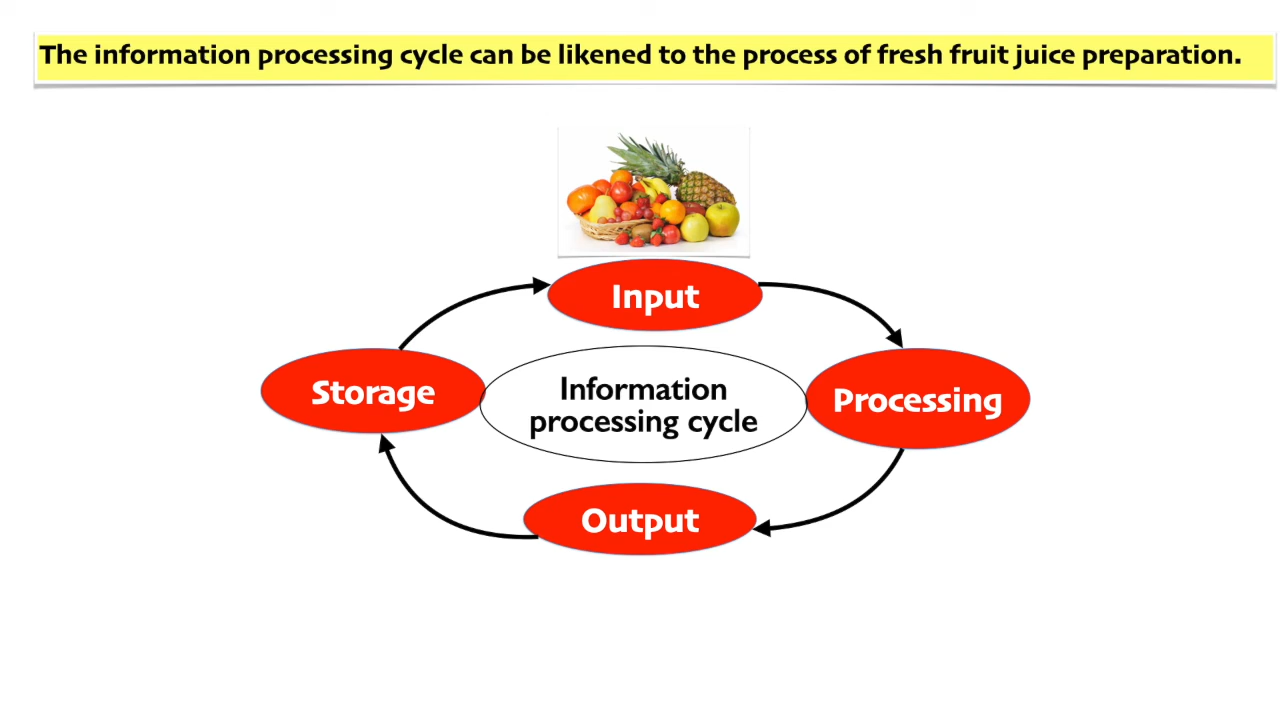 The information processing cycle can be likened to the process of fresh fruit juice preparation.
Input
Storage
Information
processing cycle
Processing
Output